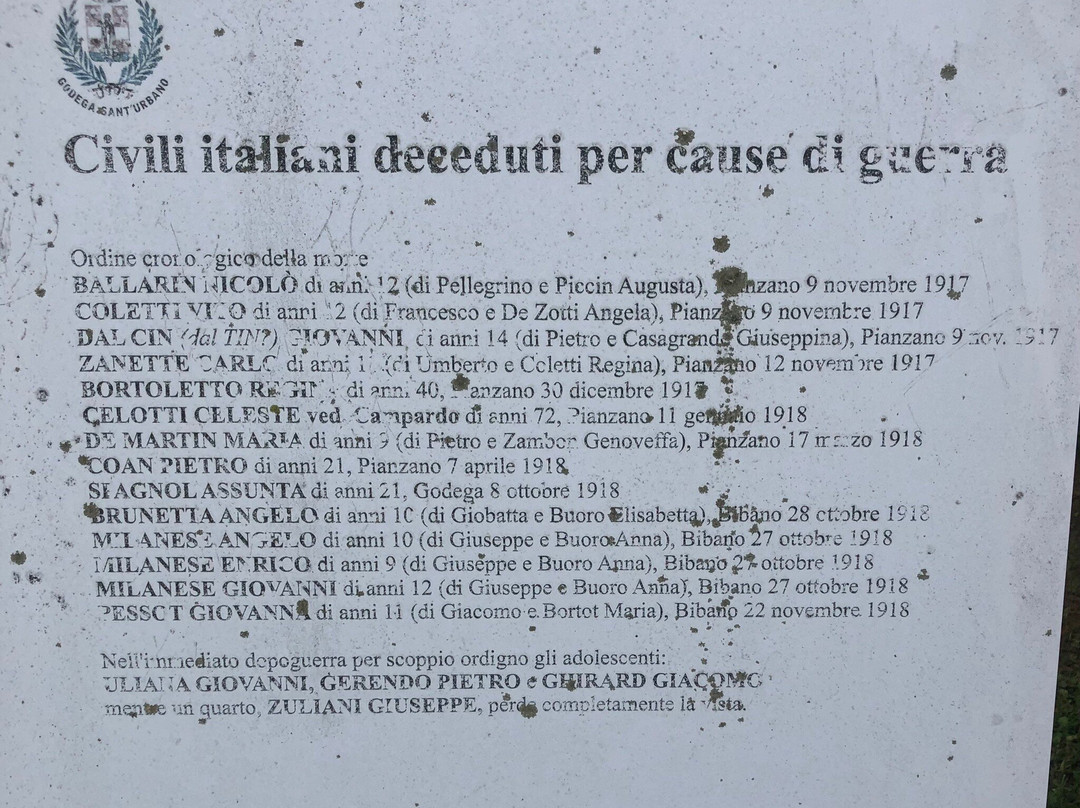 GODEGA SANT'URBANO
Civili italiani deceduti per cause di guerra
Ordine cronologico della morte
BALLARIN NICOLÒ di anni 12 (di Pellegrino e Piccin Augusta), Pianzano 9 novembre 1917
COLETTI VICO di anni 12 (di Francesco e De Zotti Angela), Pianzano 9 novembre 1917
DAL CIN (dal TIN?) GIOVANNI, di anni 14 (di Pietro e Casagrande Giuseppina), Pianzano 9 nov. 1917
ZANETTE CARLO di anni (di Umberto e Coletti Regina), Pianzano 12 novembre 1917
BORTOLETTO REGINA di anni 40, Pianzano 30 dicembre 1917
CELOTTI CELESTE ved. Campardo di anni 72, Pianzano 11 gennaio 1918
DE MARTIN MARIA di anni 9 (di Pietro e Zambon Genoveffa), Pianzano 17 marzo 1918
COAN PIETRO di anni 21, Pianzano 7 aprile 1918
ASSUNTA di anni 21, Godega 8 ottobre 1918
BRUNETTA ANGELO di anni 10 (di Giobatta e Buoro Elisabetta), Bibano 28 ottobre 1918
MILANESE ANGELO di anni 10 (di Giuseppe e Buoro Anna), Bibano 27 ottobre 1918
MILANESE ENRICO di anni 9 (di Giuseppe e Buoro Anna), Bibano 27 ottobre 1918
MILANESE GIOVANNI di anni 12 (di Giuseppe e Buoro Anna), Bibano 27 ottobre 1918
PESSOT GIOVANNA di anni 11 (di Giacomo e Bortot Maria), Bibano 22 novembre 1918
Nell'immediato dopoguerra per scoppio ordigno gli adolescenti:
GIOVANNI, GERENDO PIETRO e GHIRARD GIACOMO
mentre un quarto, ZULIANI GIUSEPPE, perde completamente la vista.